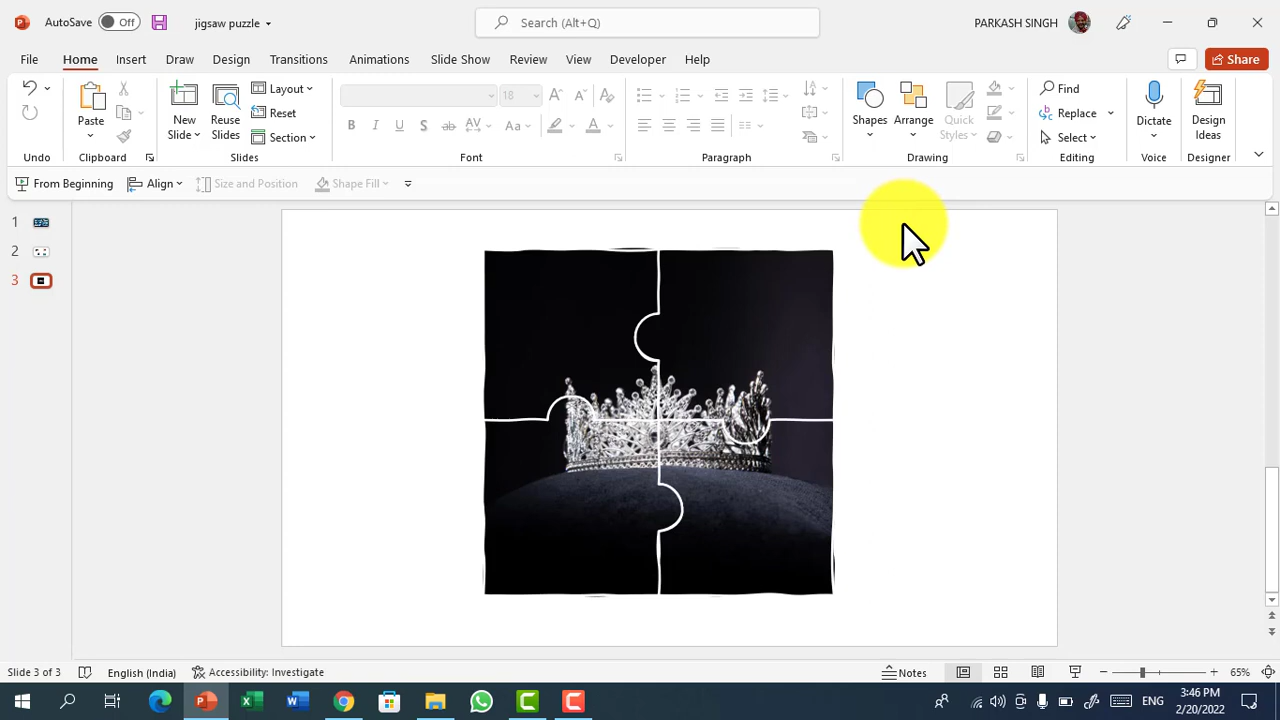 AutoSave Off jigsaw puzzle Search (Alt+Q) PARKASH SINGH
File Home Insert Draw Design Transitions Animations Slide Show Review View Developer Help Share
Paste
Clipboard
New
Slide
Reuse
Slides
Layout
Reset
Section
Slides
18
B I U S ab AV Aa A
Font
Paragraph
Shapes
Arrange
Quick
Styles
Drawing
Find
Replace
Select
Editing
Dictate
Voice
Design
Ideas
Designer
Undo
From Beginning Align Size and Position Shape Fill
1
2
3
Slide 3 of 3 English (India) Accessibility: Investigate Notes 65%
ENG
3:46 PM
2/20/2022